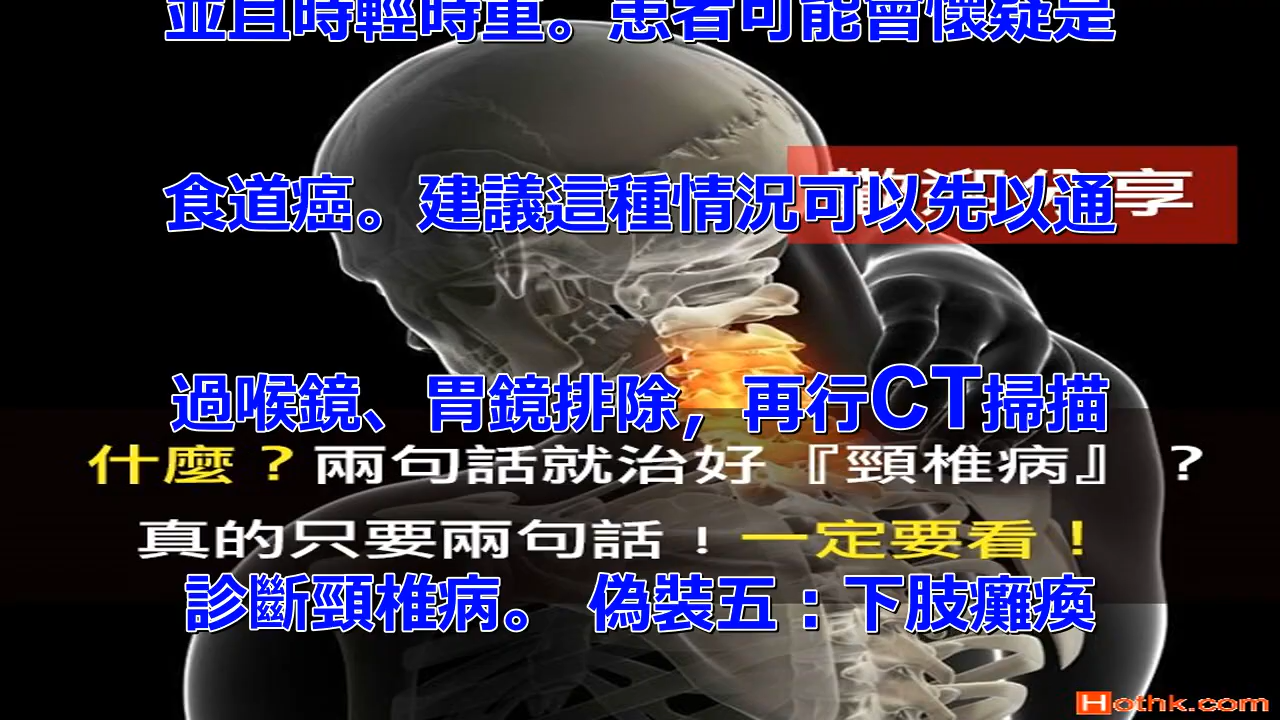 並且時輕時重。患者可能會懷疑是
歡迎分享
食道癌。建議這種情況可以先以通
過喉鏡、胃鏡排除，再行CT掃描
什麼？兩句話就治好『頸椎病』？
真的只要兩句話！一定要看！
診斷頸椎病。 偽裝五：下肢癱瘓
Hothk.com